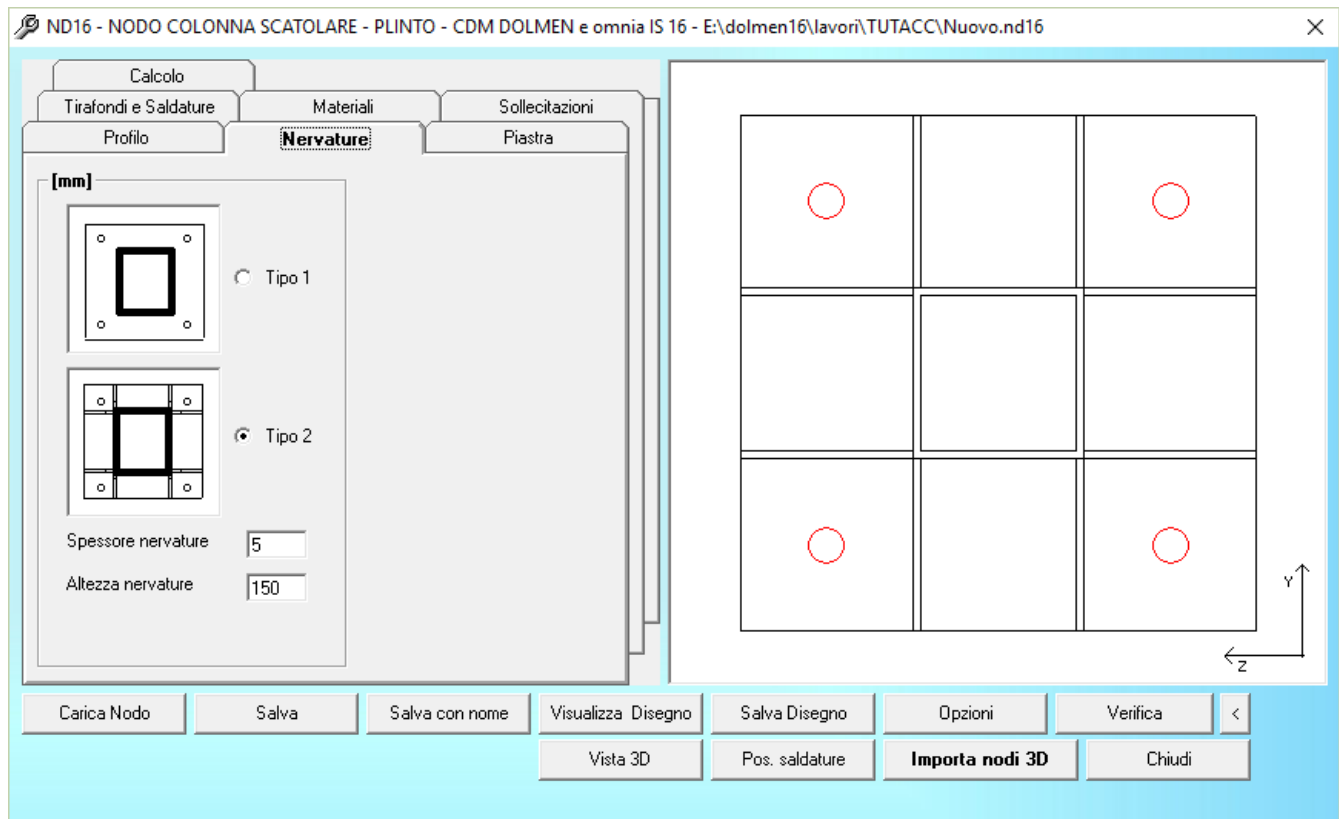 ND16 - NODO COLONNA SCATOLARE - PLINTO - CDM DOLMEN e omnia IS 16 - E:\dolmen16\lavori\TUTACC\Nuovo.nd16
Calcolo
Tirafondi e Saldature Materiali Sollecitazioni
Profilo Nervature Piastra
[mm]
Tipo 1
Tipo 2
Spessore nervature 5
Altezza nervature 150
Y
Z
Carica Nodo Salva Salva con nome Visualizza Disegno Salva Disegno Opzioni Verifica <
Vista 3D Pos. saldature Importa nodi 3D Chiudi